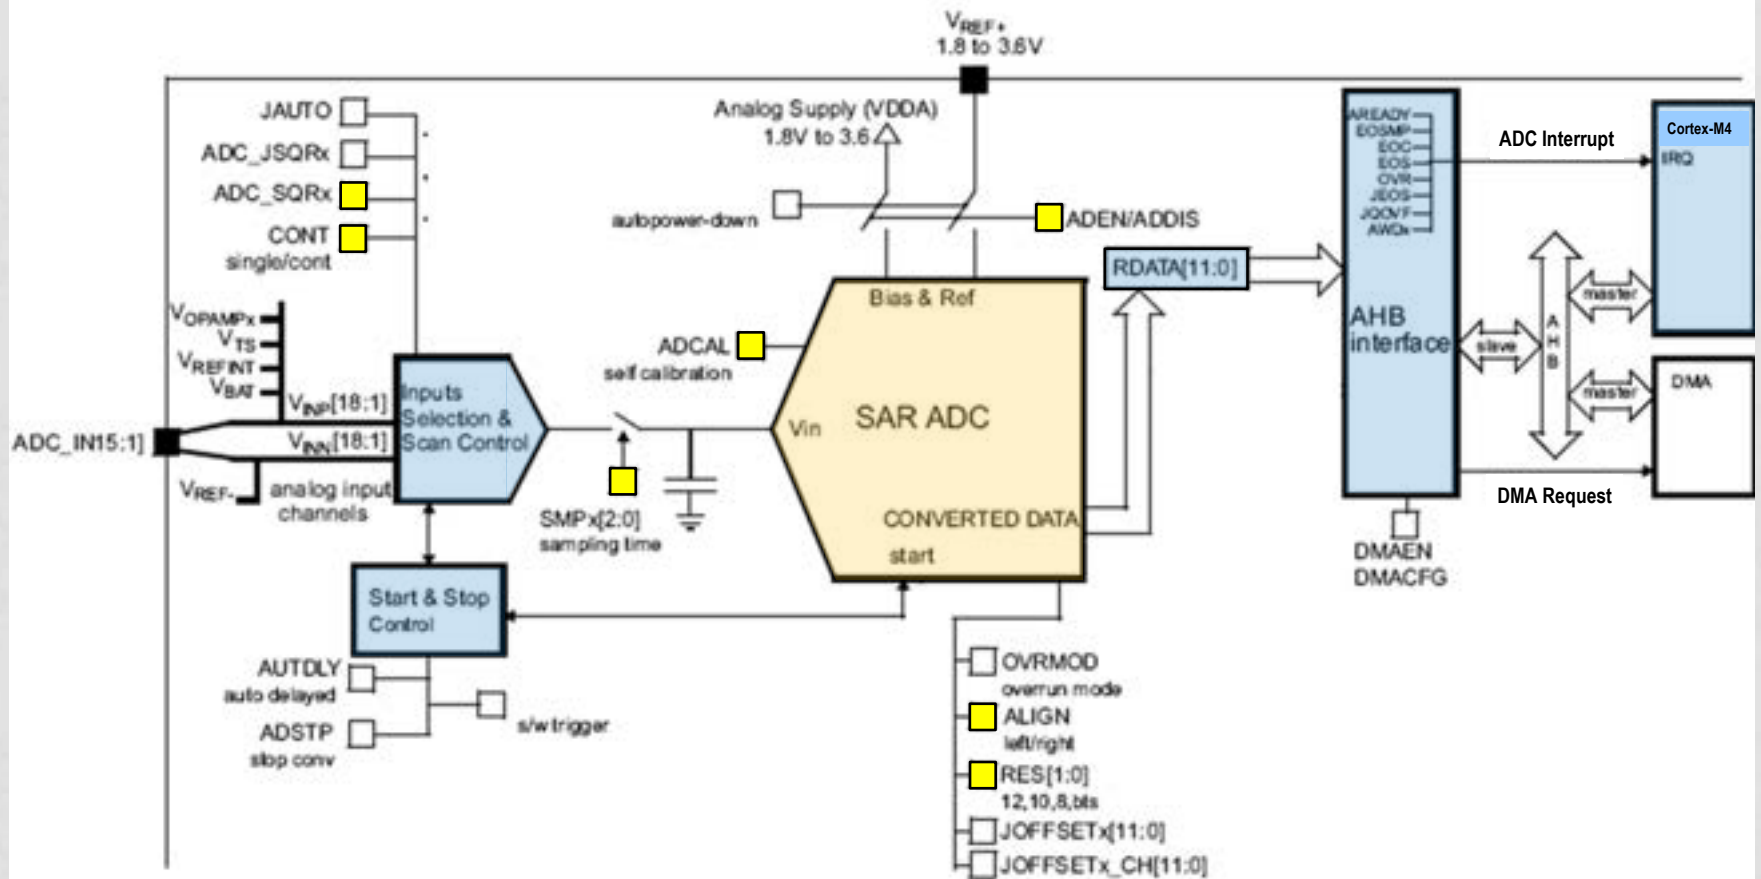 VREF+
1.8 to 3.6V
Analog Supply (VDDA)
1.8V to 3.6
JAUTO
ADC_JSQRx
ADC_SQRx
CONT
single/cont
autopower-down
ADEN/ADDIS
AREADY
EOSMP
EOC
EOS
OVR
JEOS
JQOVF
AWDx
ADC Interrupt
Cortex-M4
IRQ
RDATA[11:0]
VOPAMPx
VTS
VREFINT
VBAT
VINP[18:1]
VINN[18:1]
ADC_IN15:1]
VREF-
analog input
channels
Inputs
Selection &
Scan Control
ADCAL
self calibration
Bias & Ref
SAR ADC
Vin
CONVERTED DATA
start
SMPx[2:0]
sampling time
AHB
interface
slave
AHB
master
master
DMA
DMA Request
DMAEN
DMACFG
Start & Stop
Control
AUTDLY
auto delayed
ADSTP
stop conv
s/w trigger
OVRMOD
overrun mode
ALIGN
left/right
RES[1:0]
12,10,8,bits
JOFFSETx[11:0]
JOFFSETx_CH[11:0]